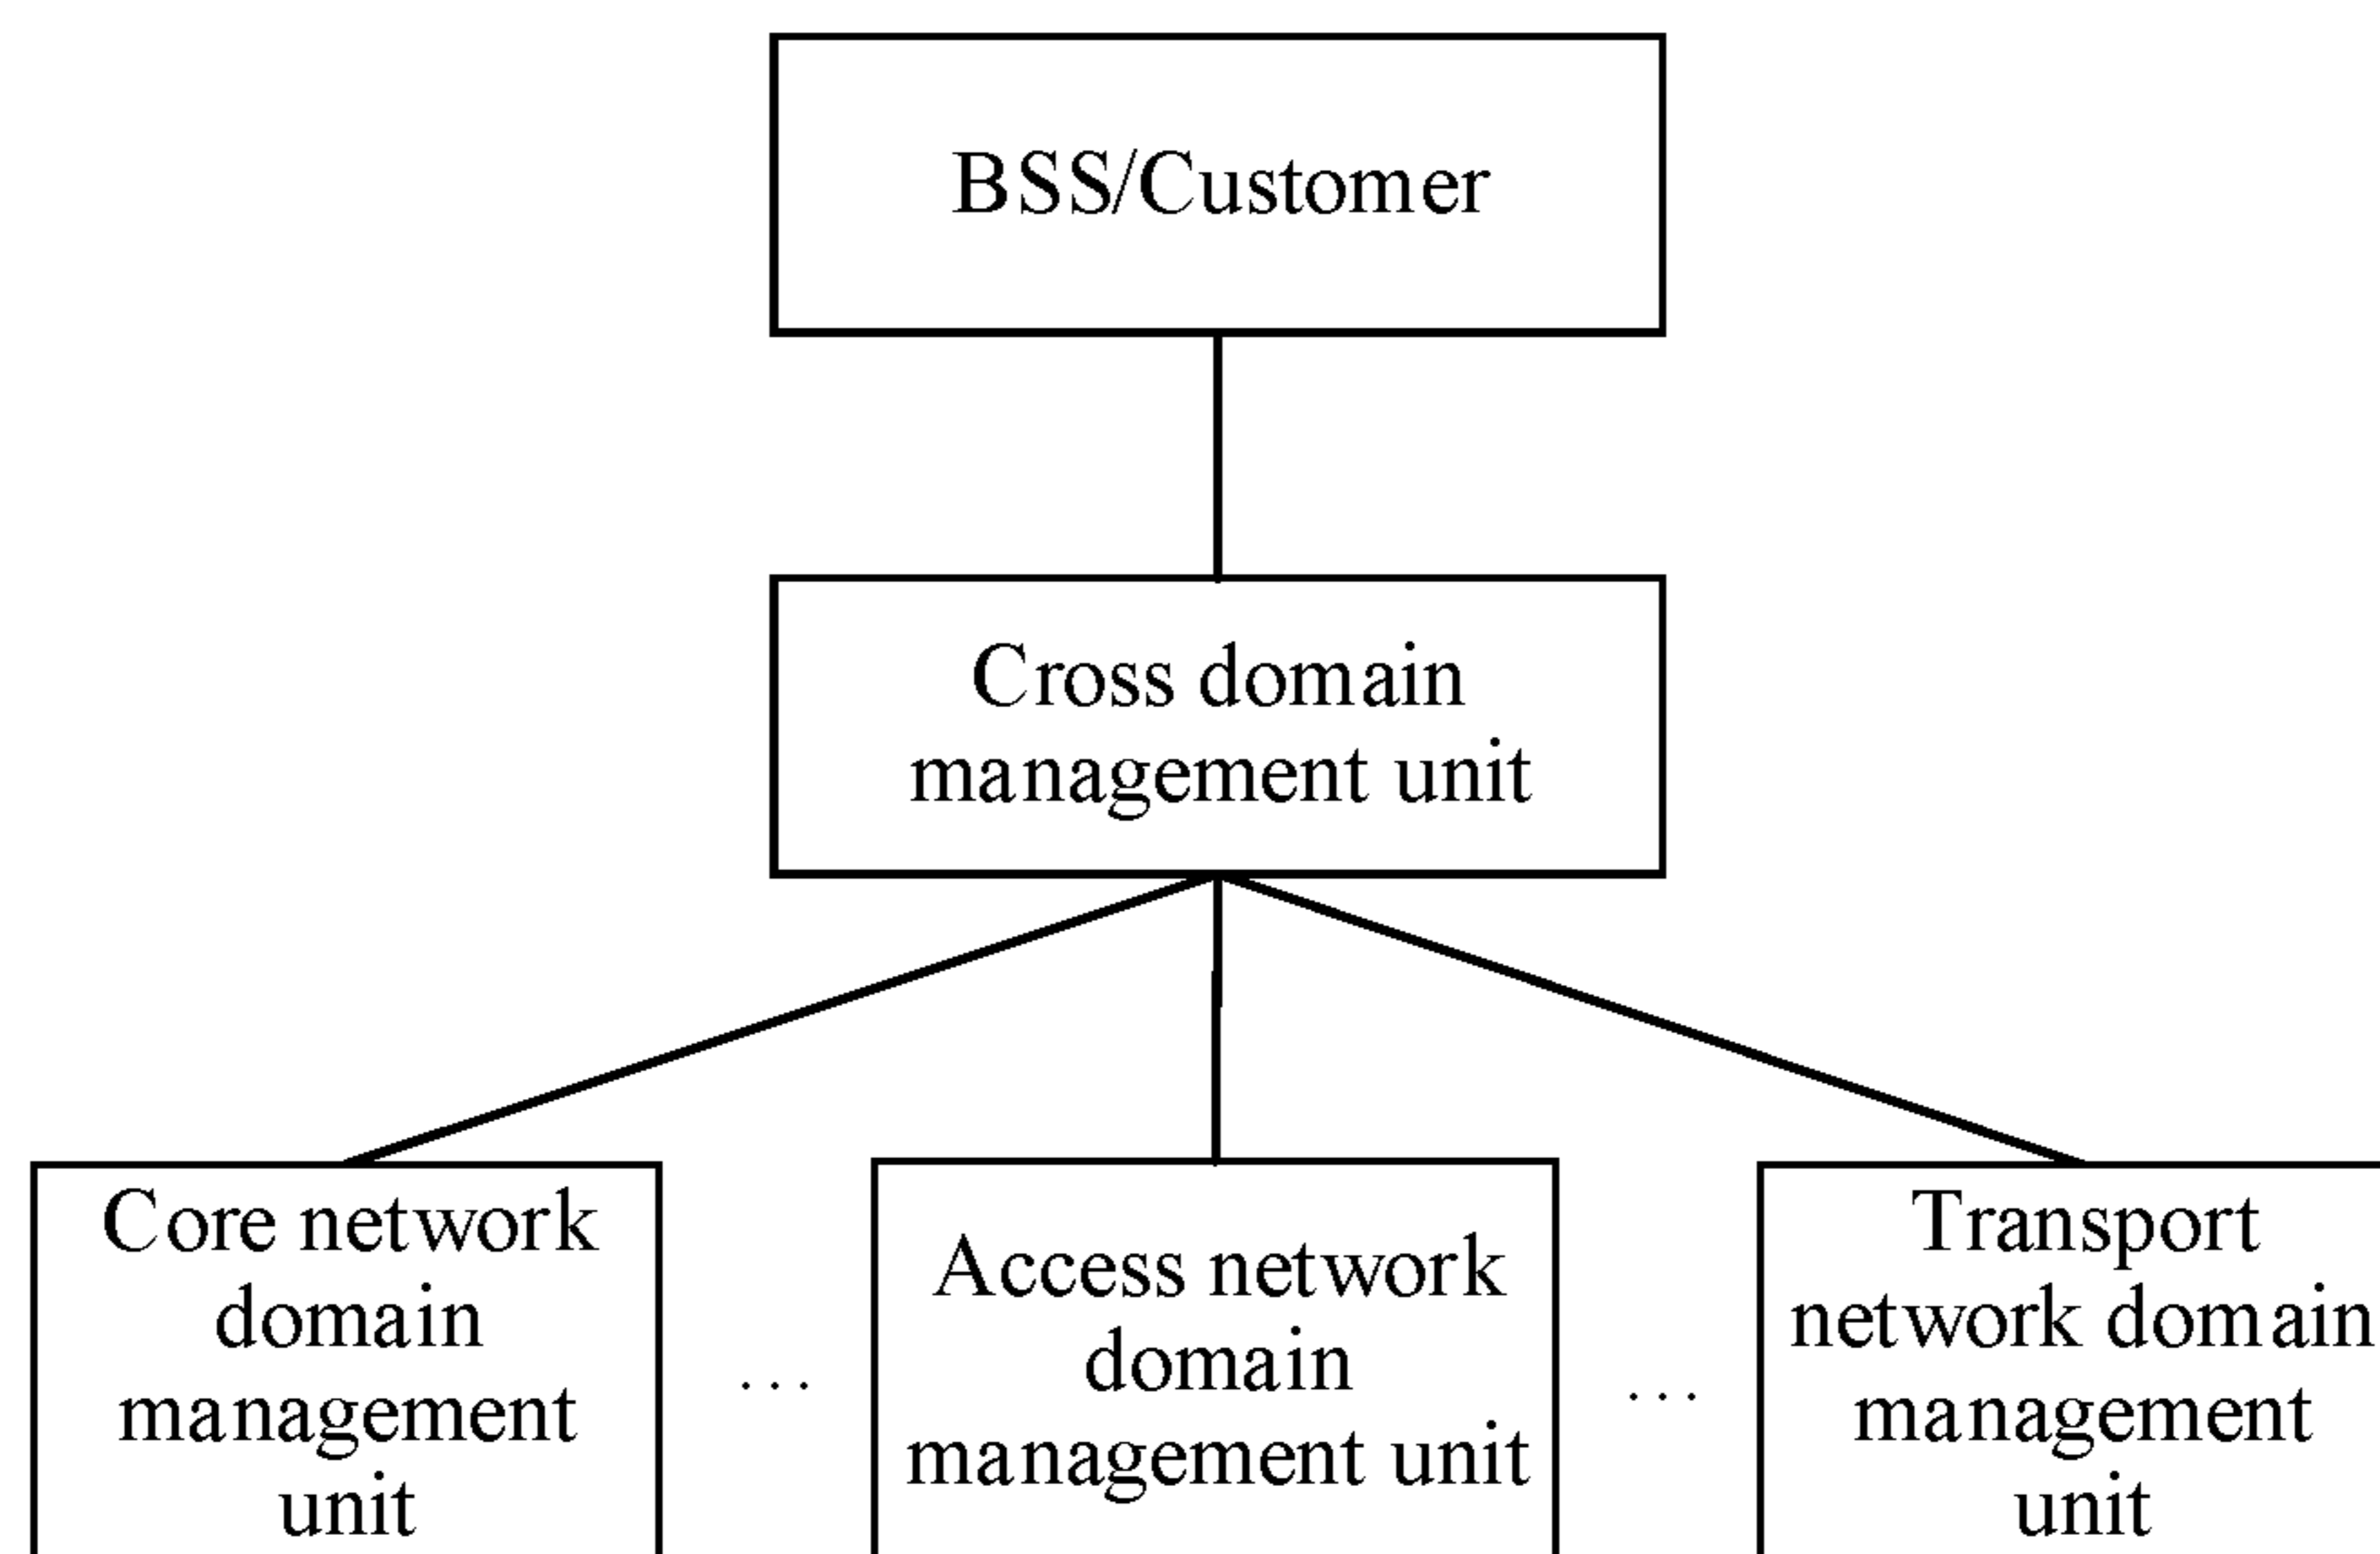 BSS/Customer
Cross domain
management unit
Core network
domain
management
unit
...
Access network
domain
management unit
...
Transport
network domain
management
unit